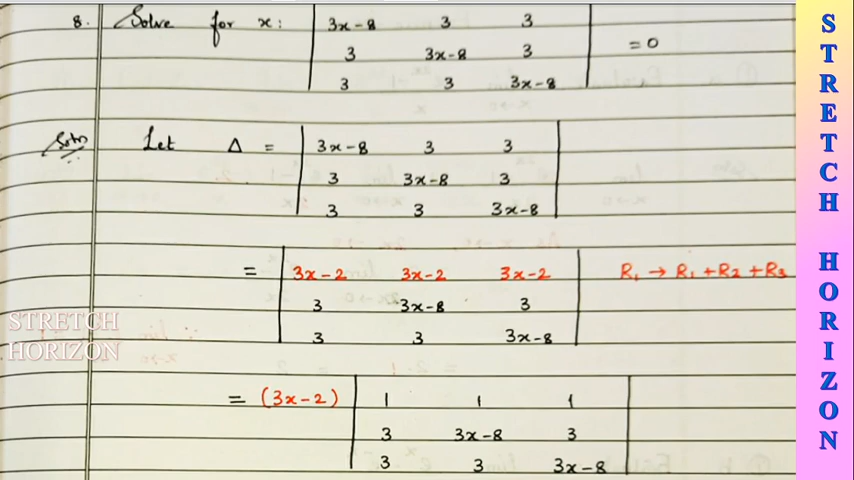 8. Solve for x: | 3x-8 3 3 |
| 3 3x-8 3 | = 0
| 3 3 3x-8 |
Soln Let Δ = | 3x-8 3 3 |
| 3 3x-8 3 |
| 3 3 3x-8 |
= | 3x-2 3x-2 3x-2 | R₁ → R₁ + R₂ + R₃
| 3 3x-8 3 |
| 3 3 3x-8 |
= (3x-2) | 1 1 1 |
| 3 3x-8 3 |
| 3 3 3x-8 |
STRETCH
HORIZON
STRETCH HORIZON